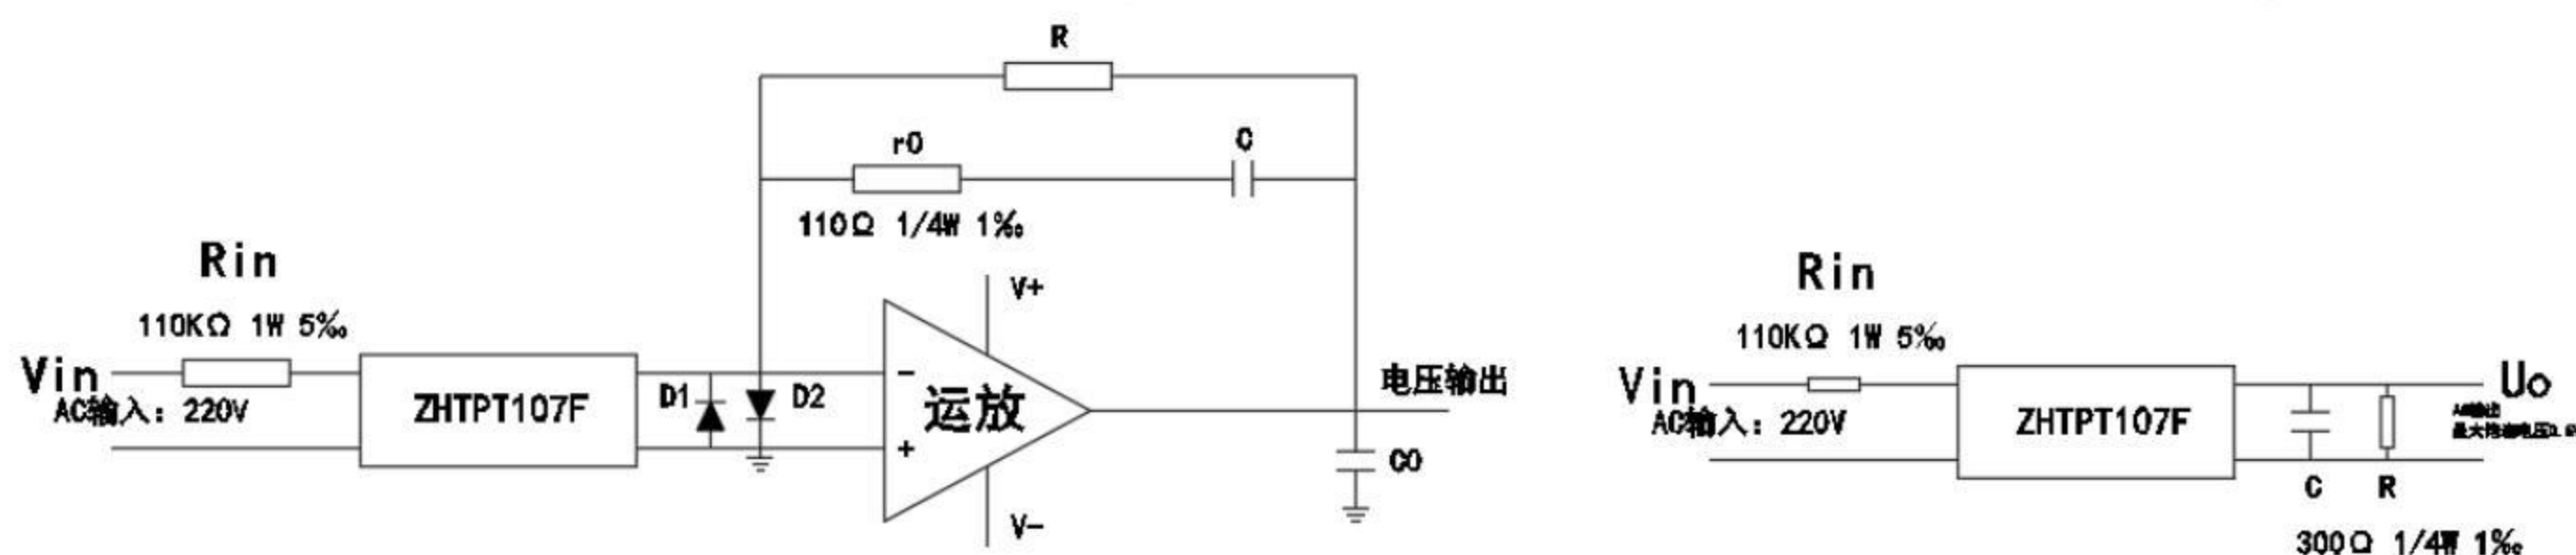 R
r0
C
110Ω 1/4W 1‰
Rin
110KΩ 1W 5‰
Vin
AC输入：220V
ZHTPT107F
D1
D2
V+
−
运放
+
V-
电压输出
C0
Rin
110KΩ 1W 5‰
Vin
AC输入：220V
ZHTPT107F
Uo
C
R
300Ω 1/4W 1‰